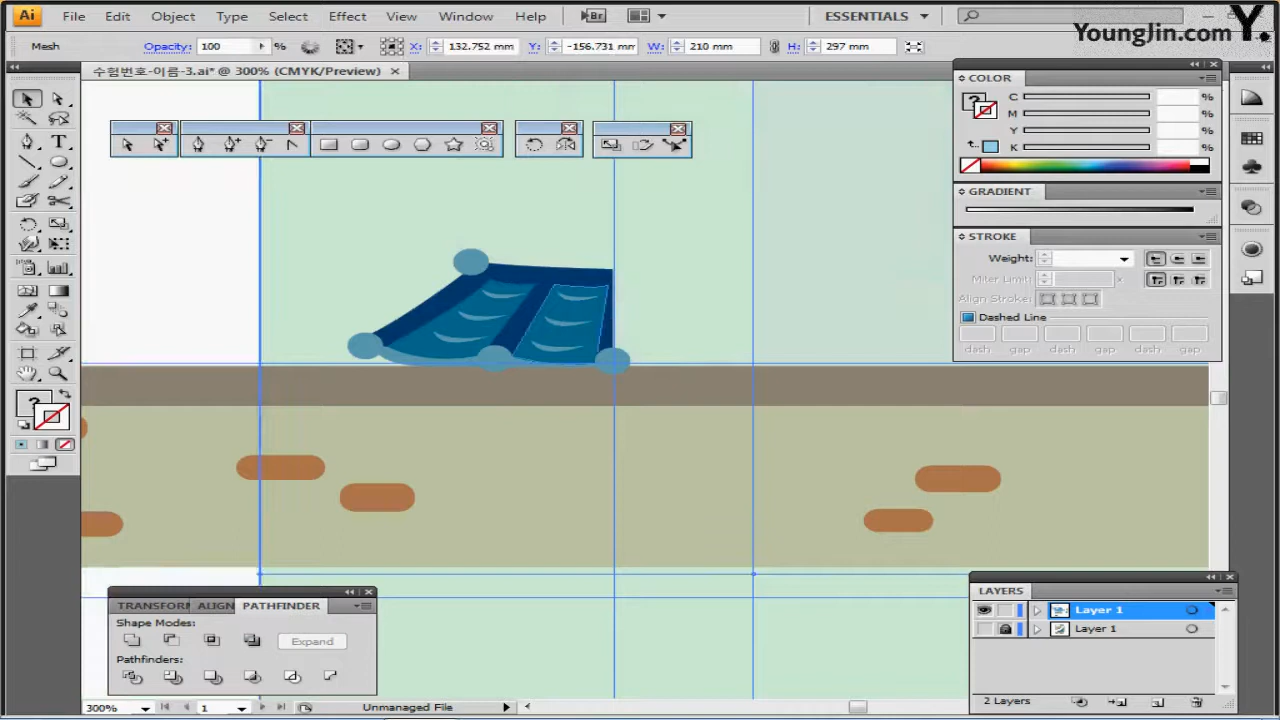 Ai File Edit Object Type Select Effect View Window Help Br ESSENTIALS
YoungJin.com Y.
Mesh Opacity: 100 % X: 132.752 mm Y: -156.731 mm W: 210 mm H: 297 mm
수험번호-이름-3.ai* @ 300% (CMYK/Preview)
COLOR
C %
M %
Y %
K %
GRADIENT
STROKE
Weight:
Miter Limit: x
Align Stroke:
Dashed Line
dash gap dash gap dash gap
TRANSFORM ALIGN PATHFINDER
Shape Modes:
Expand
Pathfinders:
LAYERS
Layer 1
Layer 1
2 Layers
300% 1 Unmanaged File